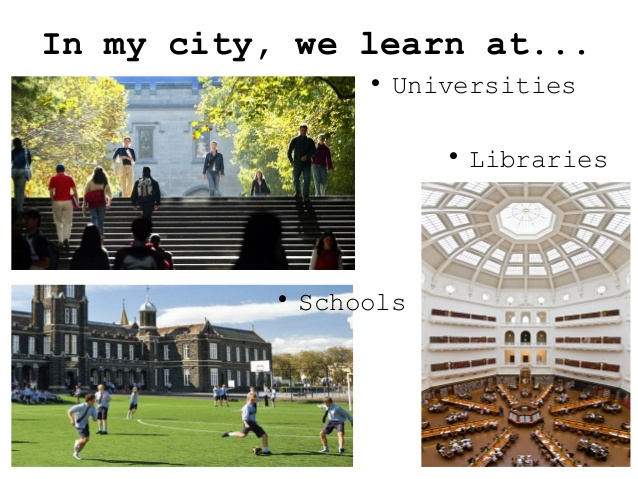 In my city, we learn at...
• Universities
• Libraries
• Schools